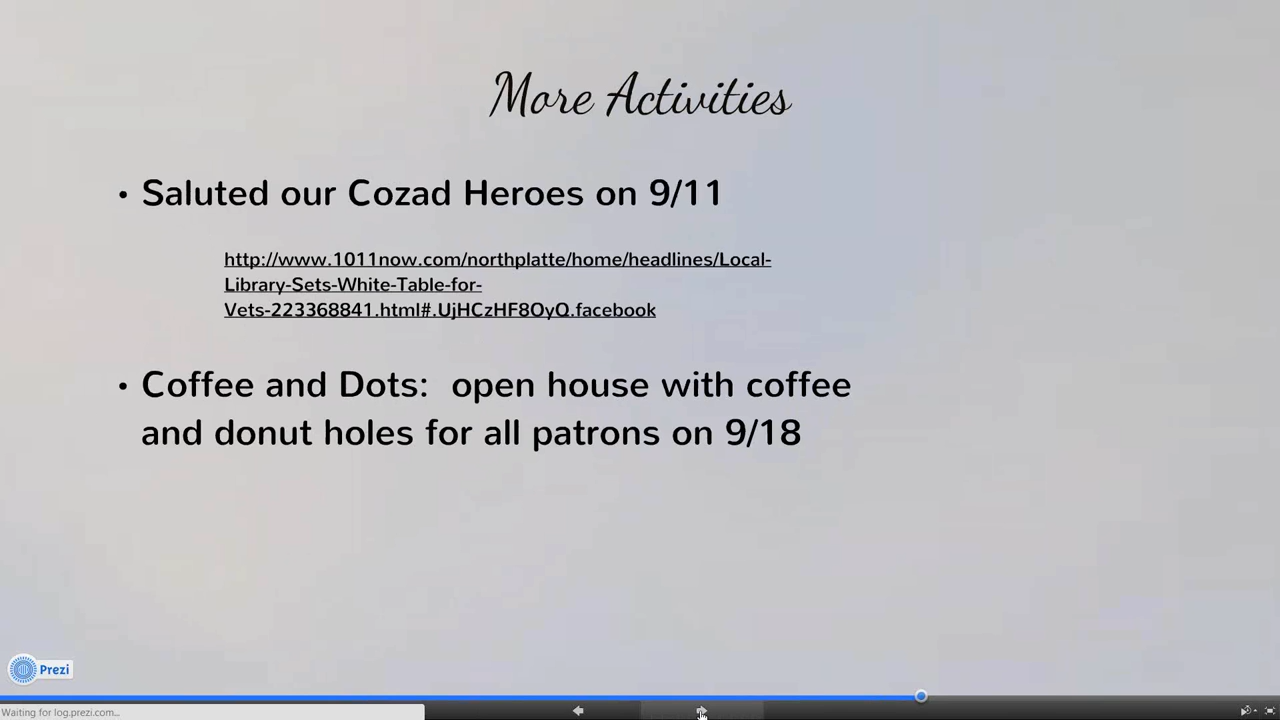 More Activities
• Saluted our Cozad Heroes on 9/11
http://www.1011now.com/northplatte/home/headlines/Local-
Library-Sets-White-Table-for-
Vets-223368841.html#.UjHCzHF8OyQ.facebook
• Coffee and Dots:  open house with coffee
and donut holes for all patrons on 9/18
Prezi
Waiting for log.prezi.com...